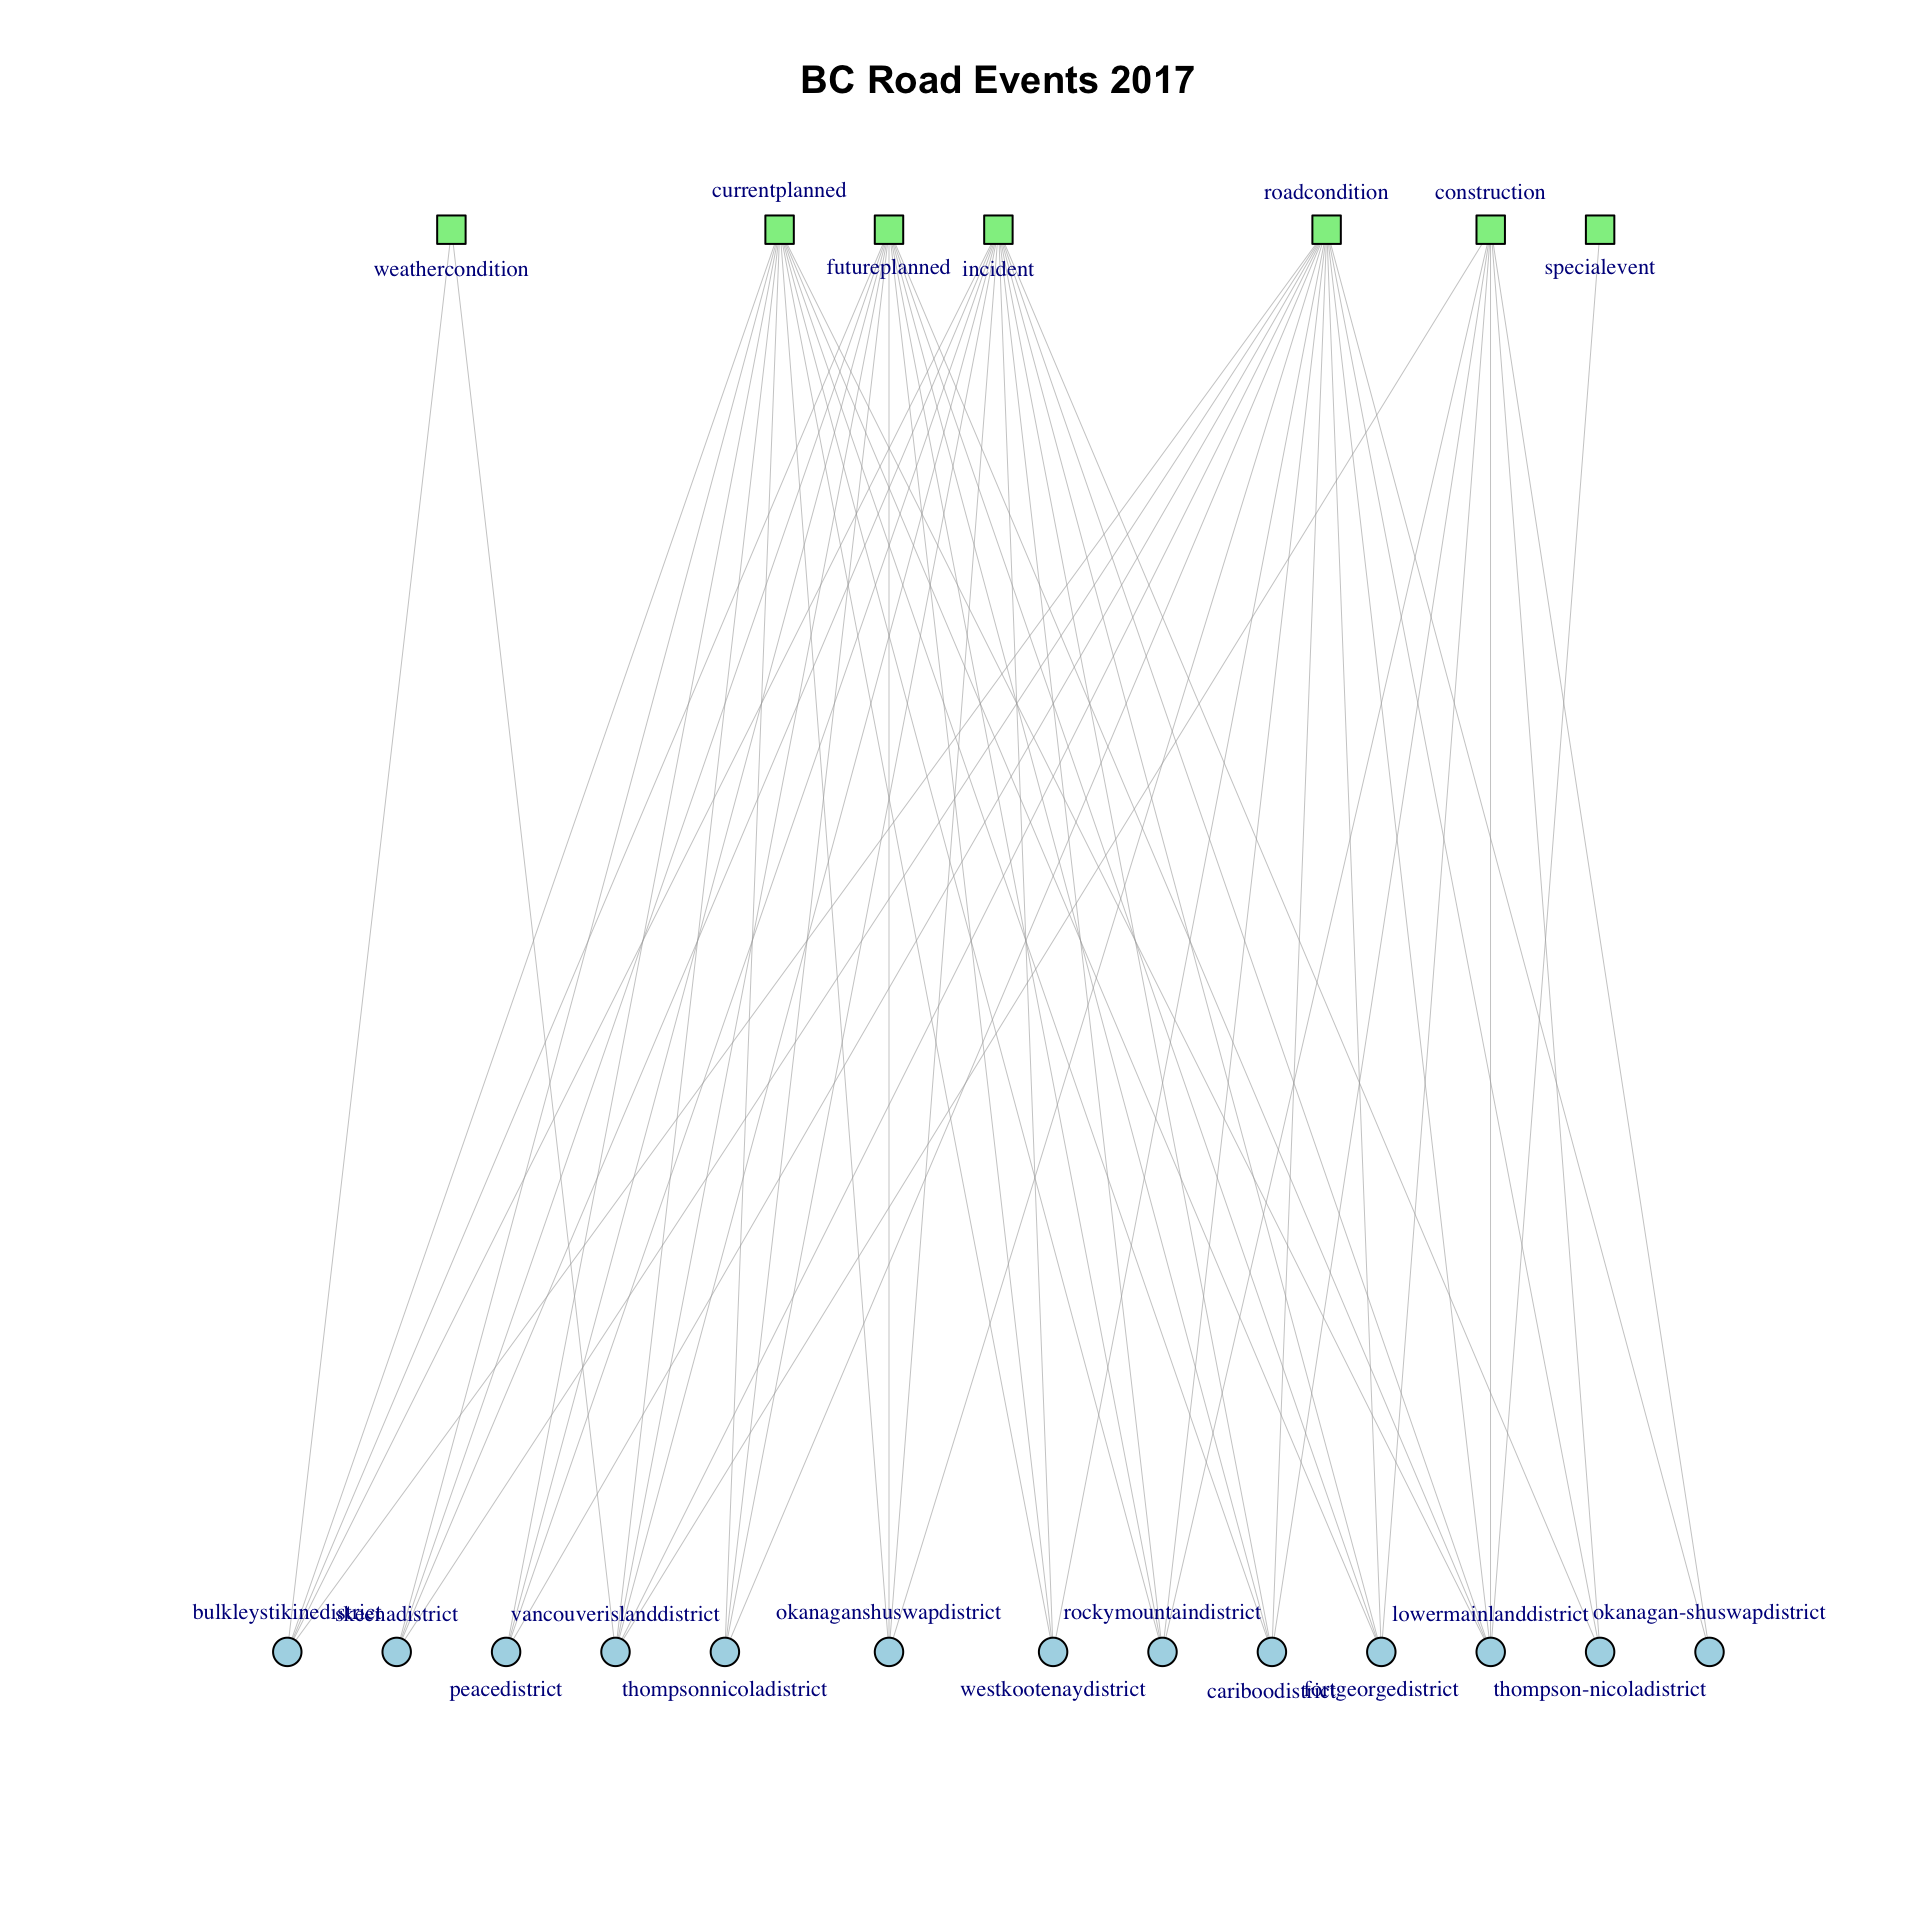 BC Road Events 2017
currentplanned
roadcondition
construction
weathercondition
futureplanned
incident
specialevent
bulkleystikinedistrict
skeenadistrict
vancouverislanddistrict
okanaganshuswapdistrict
rockymountaindistrict
lowermainlanddistrict
okanagan-shuswapdistrict
peacedistrict
thompsonnicoladistrict
westkootenaydistrict
cariboodistrict
fortgeorgedistrict
thompson-nicoladistrict